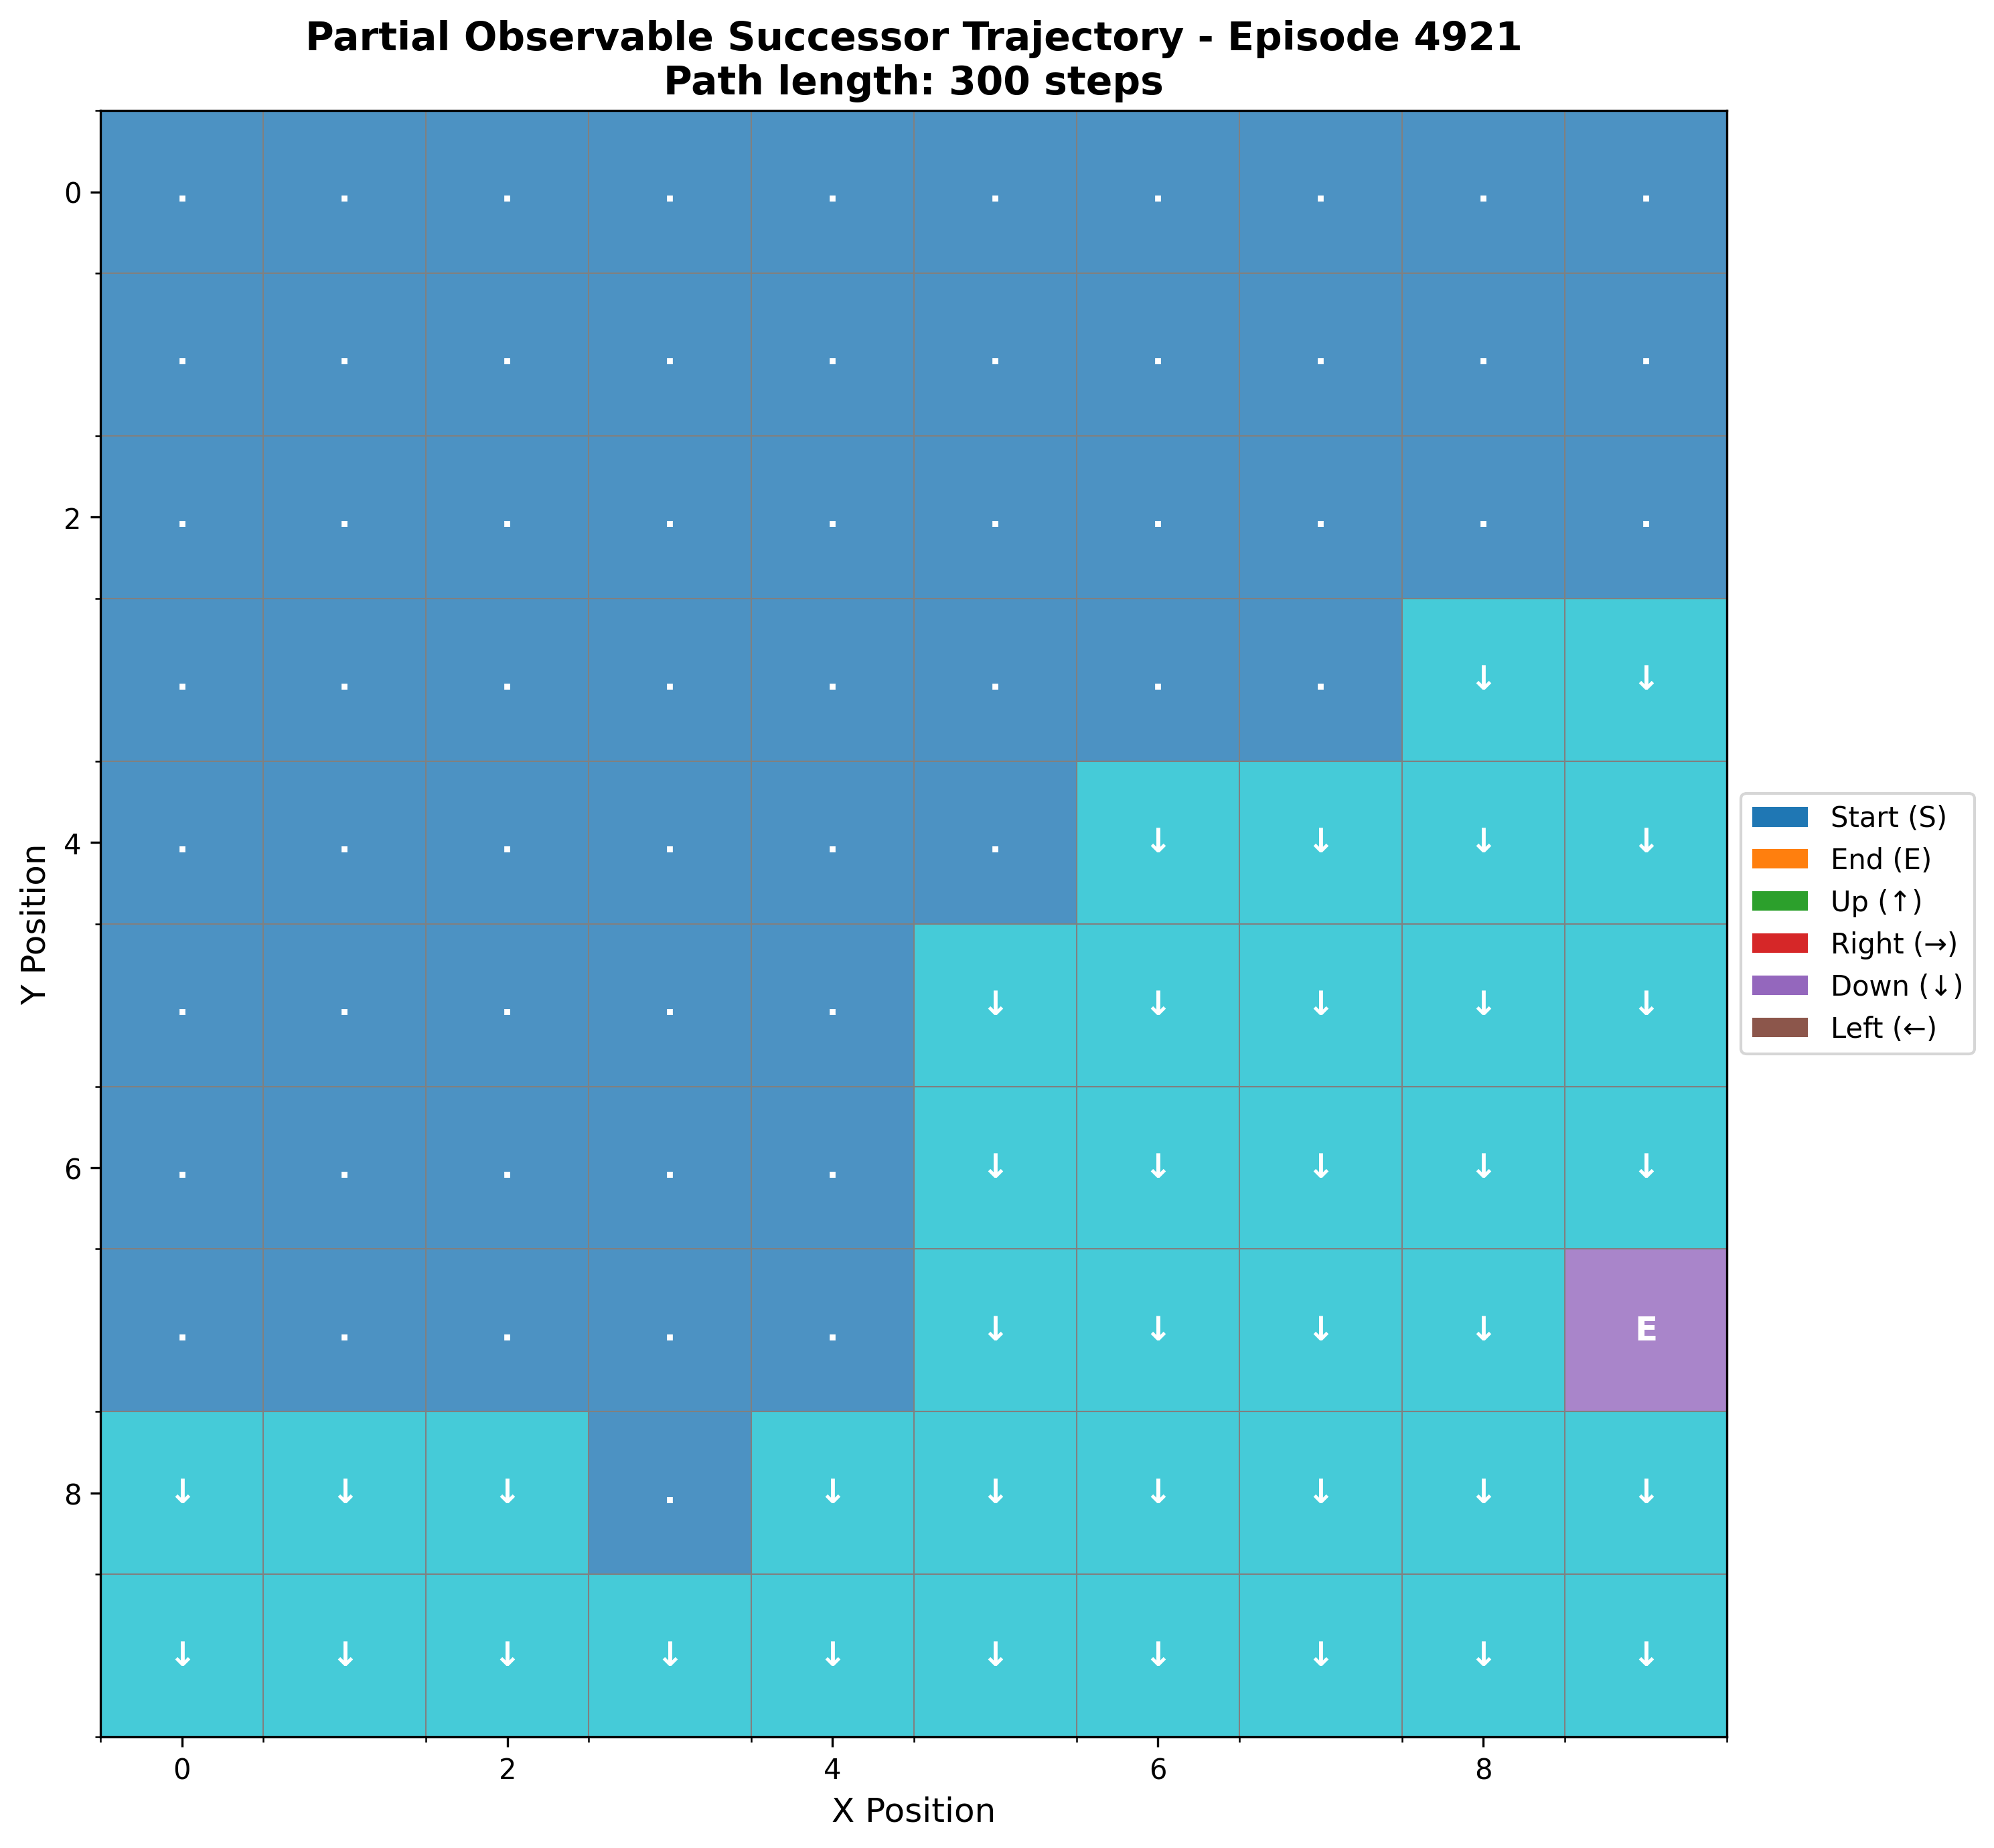 Partial Observable Successor Trajectory - Episode 4921
Path length: 300 steps
0 . . . . . . . . . .
. . . . . . . . . .
2 . . . . . . . . . .
. . . . . . . . ↓ ↓
4 . . . . . . ↓ ↓ ↓ ↓
. . . . . ↓ ↓ ↓ ↓ ↓
6 . . . . . ↓ ↓ ↓ ↓ ↓
. . . . . ↓ ↓ ↓ ↓ E
8 ↓ ↓ ↓ . ↓ ↓ ↓ ↓ ↓ ↓
↓ ↓ ↓ ↓ ↓ ↓ ↓ ↓ ↓ ↓
0 2 4 6 8
X Position
Y Position
Start (S)
End (E)
Up (↑)
Right (→)
Down (↓)
Left (←)